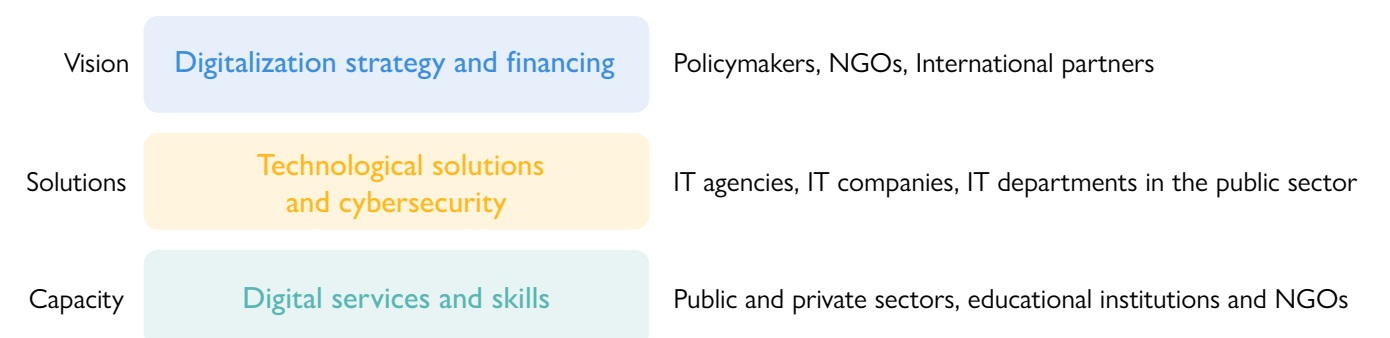 Vision
Digitalization strategy and financing
Policymakers, NGOs, International partners
Solutions
Technological solutions
and cybersecurity
IT agencies, IT companies, IT departments in the public sector
Capacity
Digital services and skills
Public and private sectors, educational institutions and NGOs